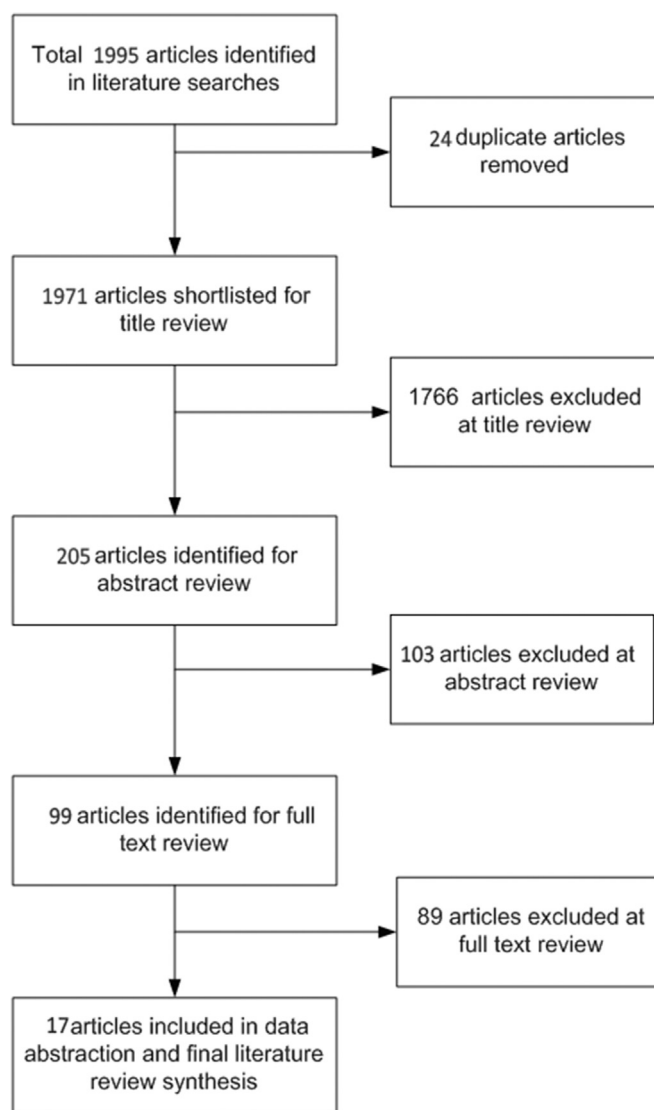 Total 1995 articles identified
in literature searches
24 duplicate articles
removed
1971 articles shortlisted for
title review
1766 articles excluded
at title review
205 articles identified for
abstract review
103 articles excluded at
abstract review
99 articles identified for full
text review
89 articles excluded at
full text review
17 articles included in data
abstraction and final literature
review synthesis